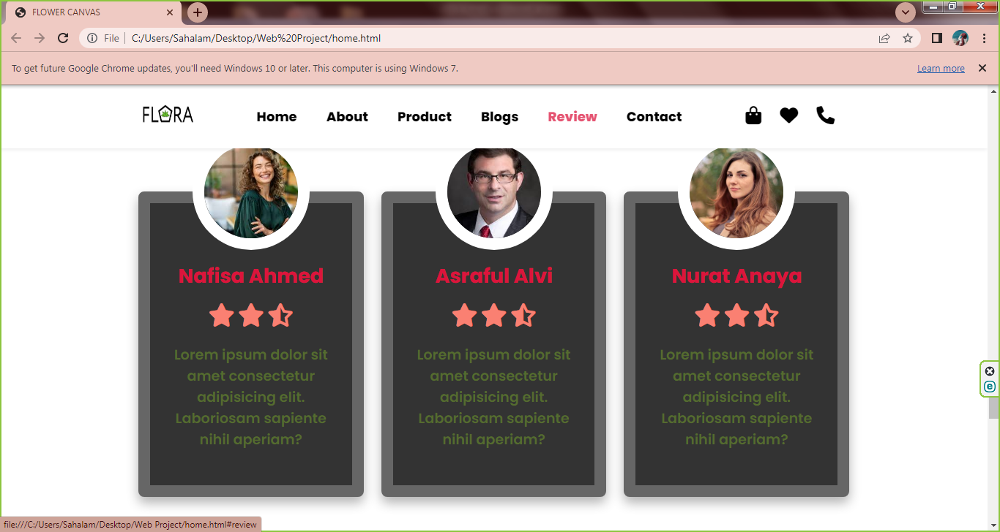 FLOWER CANVAS
File | C:/Users/Sahalam/Desktop/Web%20Project/home.html
To get future Google Chrome updates, you'll need Windows 10 or later. This computer is using Windows 7. Learn more
FLORA Home About Product Blogs Review Contact
Nafisa Ahmed
Lorem ipsum dolor sit
amet consectetur
adipisicing elit.
Laboriosam sapiente
nihil aperiam?
Asraful Alvi
Lorem ipsum dolor sit
amet consectetur
adipisicing elit.
Laboriosam sapiente
nihil aperiam?
Nurat Anaya
Lorem ipsum dolor sit
amet consectetur
adipisicing elit.
Laboriosam sapiente
nihil aperiam?
file:///C:/Users/Sahalam/Desktop/Web Project/home.html#review